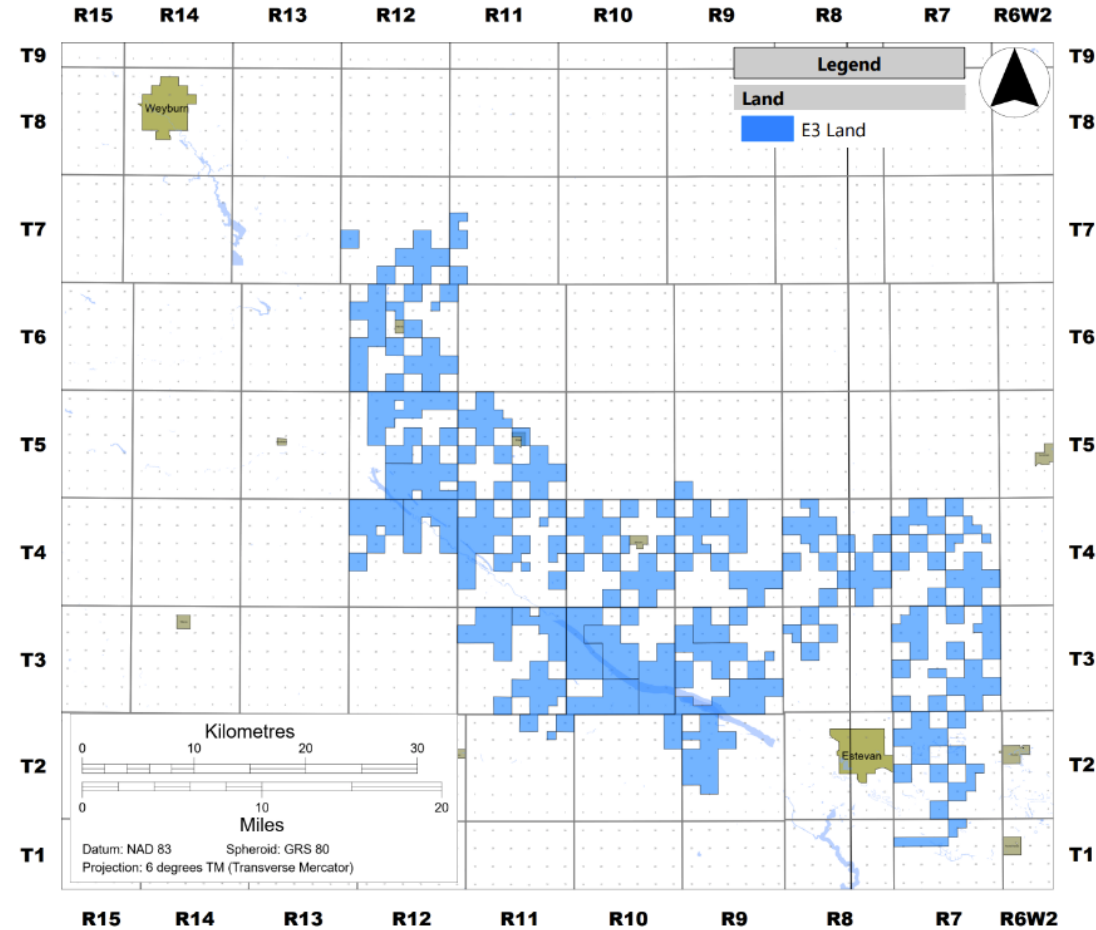 R15 R14 R13 R12 R11 R10 R9 R8 R7 R6W2
T9 T9
Legend
Land
E3 Land
T8 T8
Weyburn
T7 T7
T6 T6
T5 T5
T4 T4
T3 T3
Kilometres
0 10 20 30
0 10 20
Miles
Datum: NAD 83 Spheroid: GRS 80
Projection: 6 degrees TM (Transverse Mercator)
Estevan
T2 T2
T1 T1
R15 R14 R13 R12 R11 R10 R9 R8 R7 R6W2